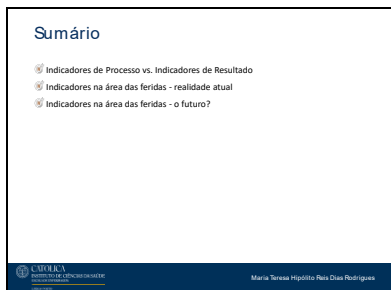 Sumário
Indicadores de Processo vs. Indicadores de Resultado
Indicadores na área das feridas - realidade atual
Indicadores na área das feridas - o futuro?
CATOLICA
INSTITUTO DE CIÊNCIAS DA SAÚDE
Maria Teresa Hipólito Reis Dias Rodrigues